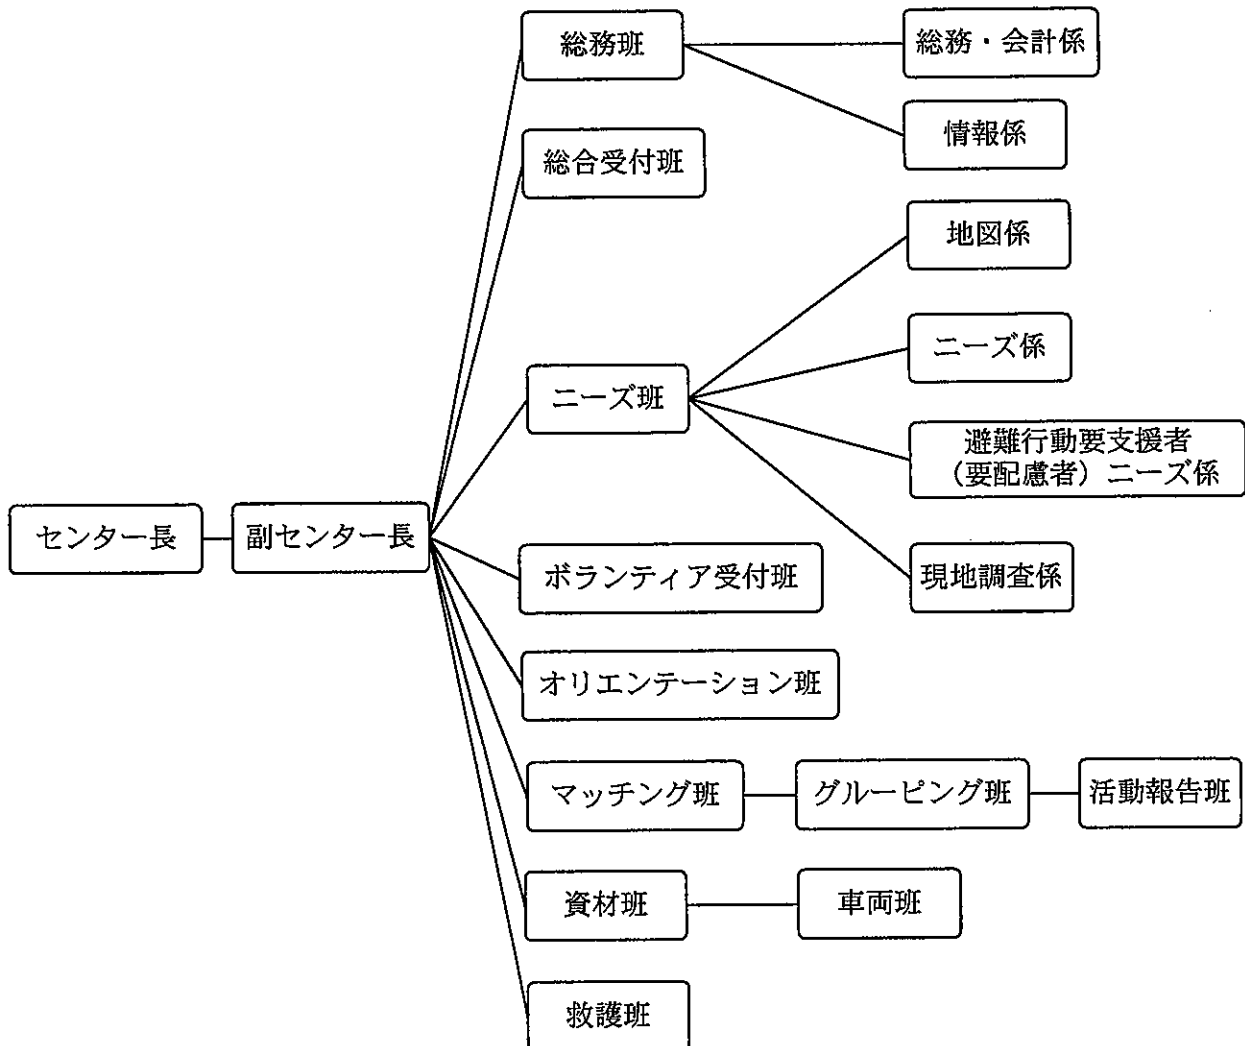 総務班
総務・会計係
情報係
総合受付班
地図係
ニーズ係
ニーズ班
避難行動要支援者
(要配慮者)ニーズ係
現地調査係
センター長
副センター長
ボランティア受付班
オリエンテーション班
マッチング班
グルーピング班
活動報告班
資材班
車両班
救護班